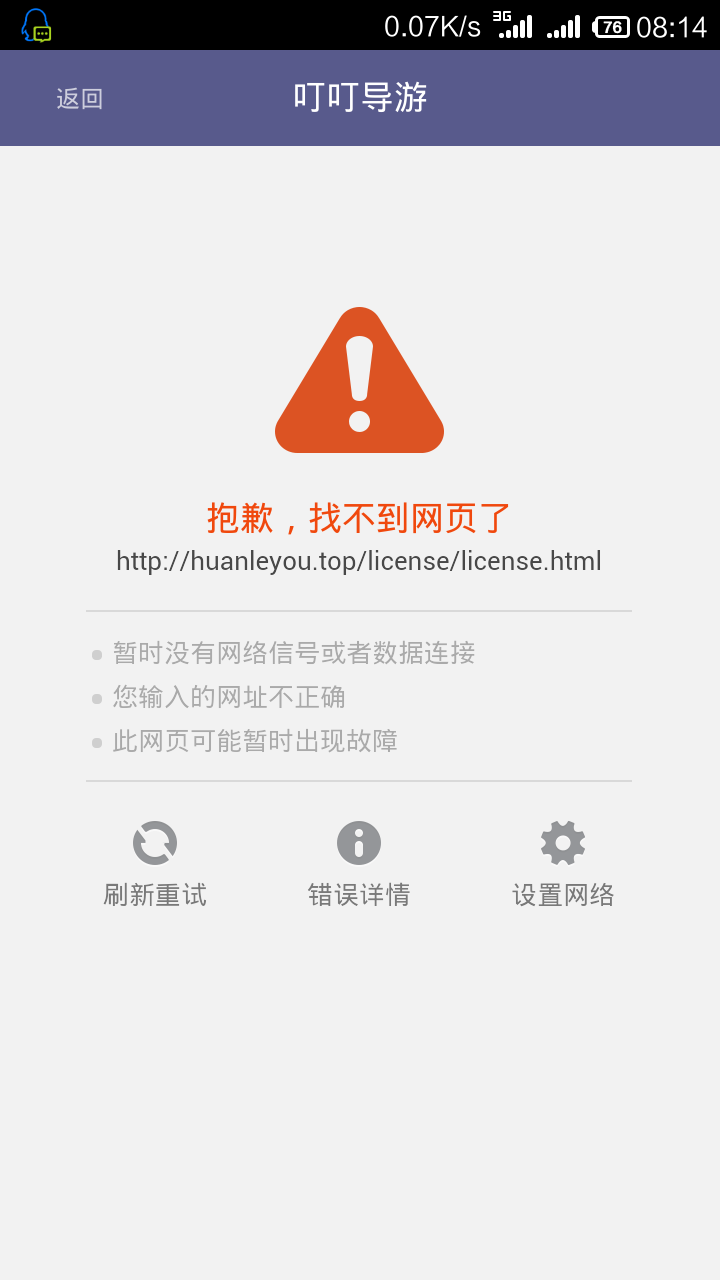 0.07K/s 3G 76 08:14
返回 叮叮导游
抱歉，找不到网页了
http://huanleyou.top/license/license.html
暂时没有网络信号或者数据连接
您输入的网址不正确
此网页可能暂时出现故障
刷新重试 错误详情 设置网络